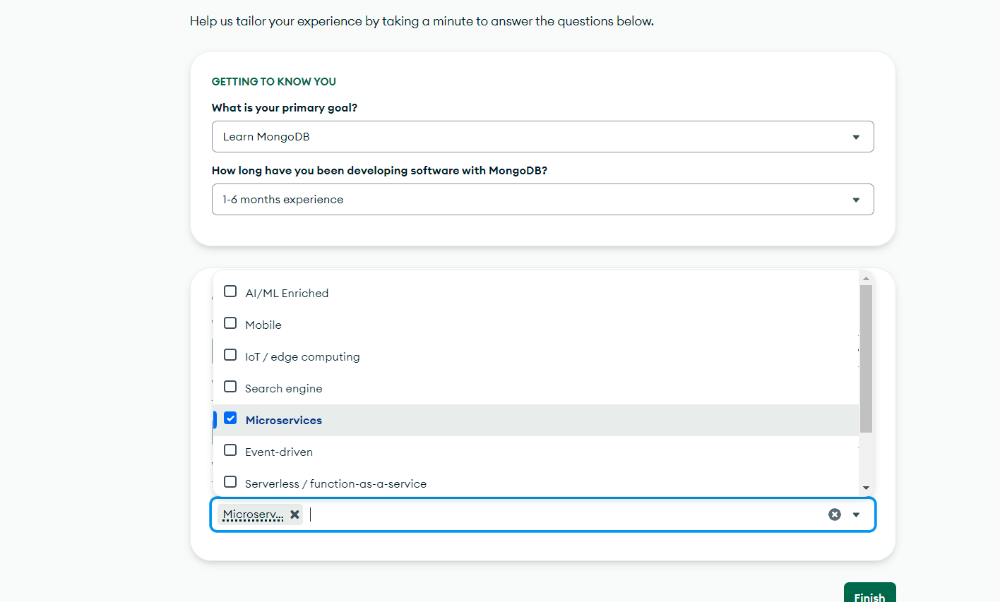 Help us tailor your experience by taking a minute to answer the questions below.
GETTING TO KNOW YOU
What is your primary goal?
Learn MongoDB
How long have you been developing software with MongoDB?
1-6 months experience
AI/ML Enriched
Mobile
IoT / edge computing
Search engine
Microservices
Event-driven
Serverless / function-as-a-service
Microserv...
Finish